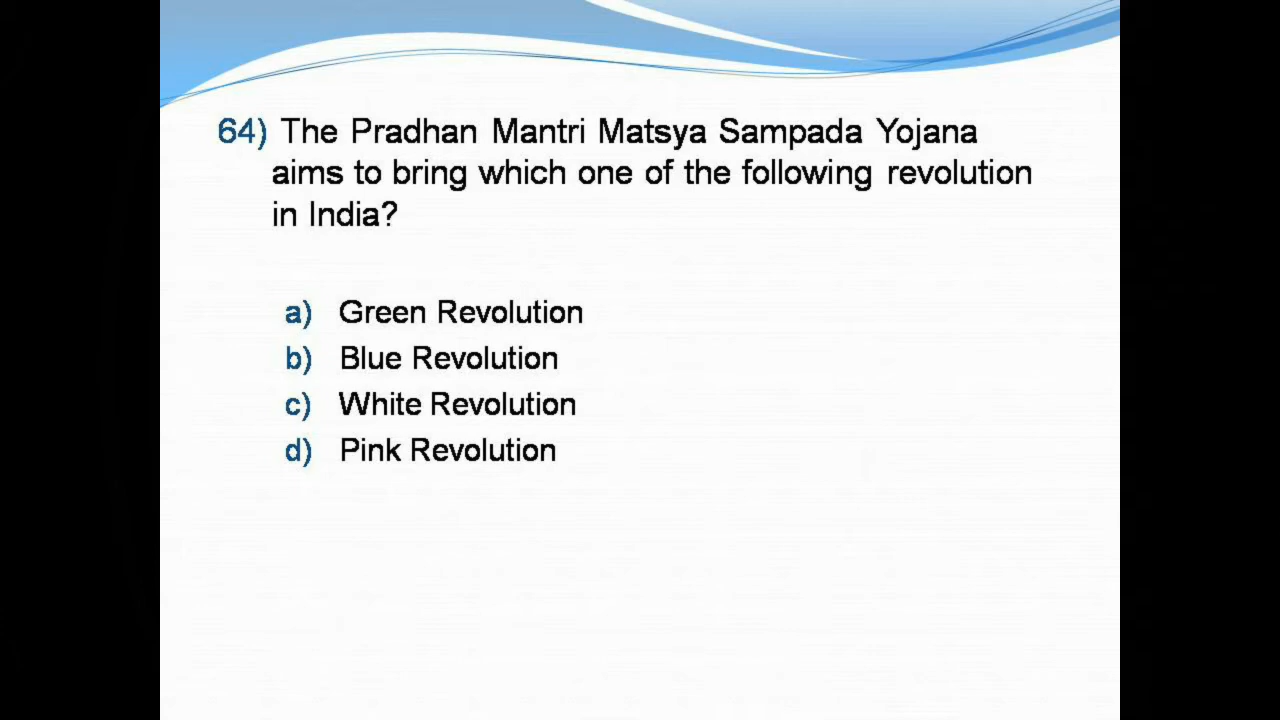 64) The Pradhan Mantri Matsya Sampada Yojana
aims to bring which one of the following revolution
in India?
a) Green Revolution
b) Blue Revolution
c) White Revolution
d) Pink Revolution